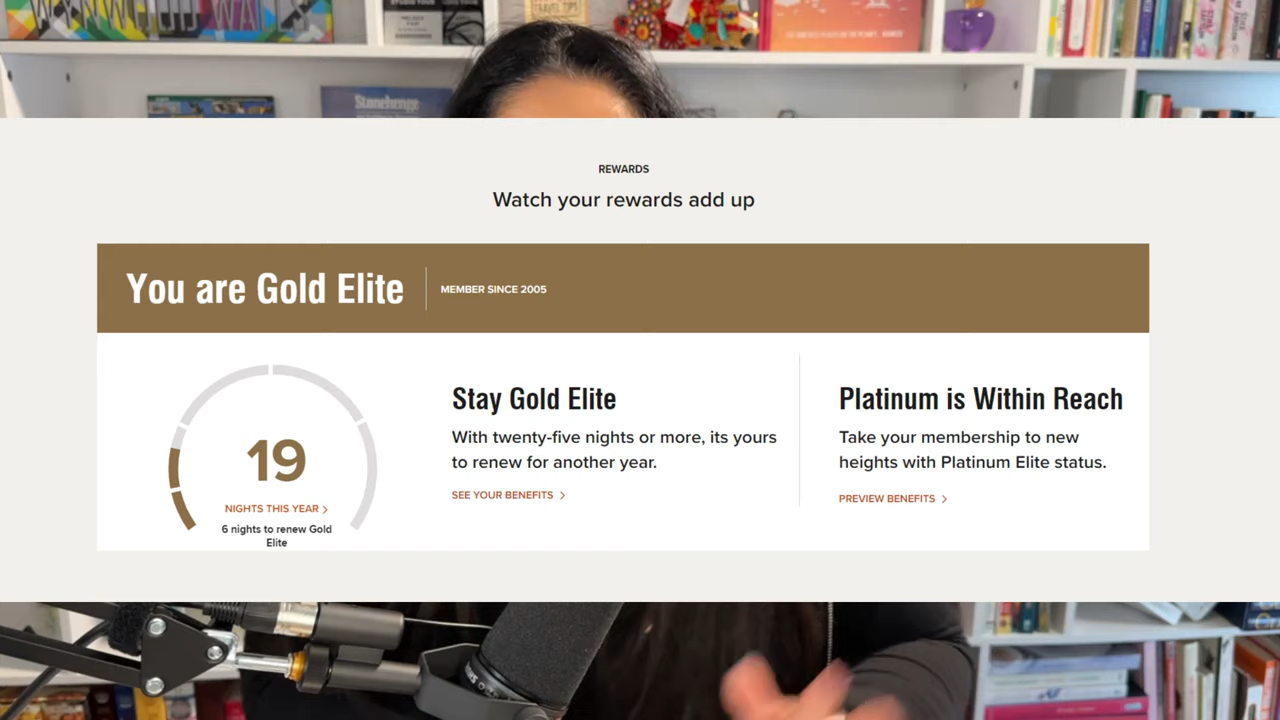 TRAVEL TIPS
Stonehenge
REWARDS
Watch your rewards add up
You are Gold Elite
MEMBER SINCE 2005
19
NIGHTS THIS YEAR
6 nights to renew Gold
Elite
Stay Gold Elite
With twenty-five nights or more, its yours
to renew for another year.
SEE YOUR BENEFITS
Platinum is Within Reach
Take your membership to new
heights with Platinum Elite status.
PREVIEW BENEFITS